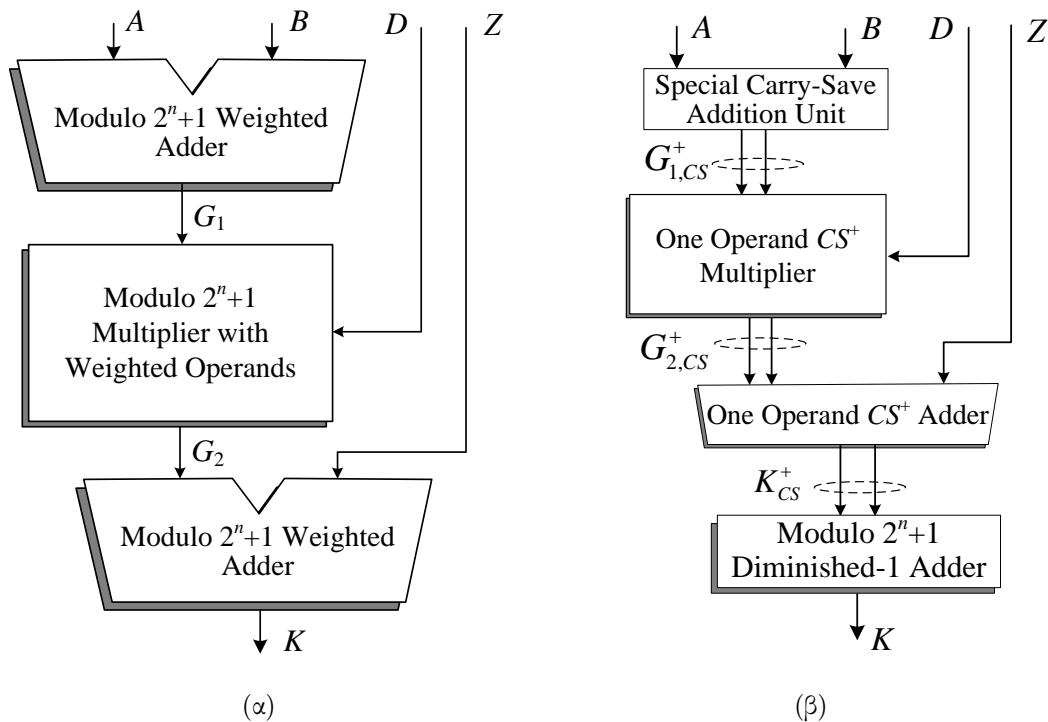 A B D Z
Modulo 2ⁿ+1 Weighted
Adder
G₁
Modulo 2ⁿ+1
Multiplier with
Weighted Operands
G₂
Modulo 2ⁿ+1 Weighted
Adder
K
(α)
A B D Z
Special Carry-Save
Addition Unit
G⁺₁,CS
One Operand CS⁺
Multiplier
G⁺₂,CS
One Operand CS⁺ Adder
K⁺CS
Modulo 2ⁿ+1
Diminished-1 Adder
K
(β)